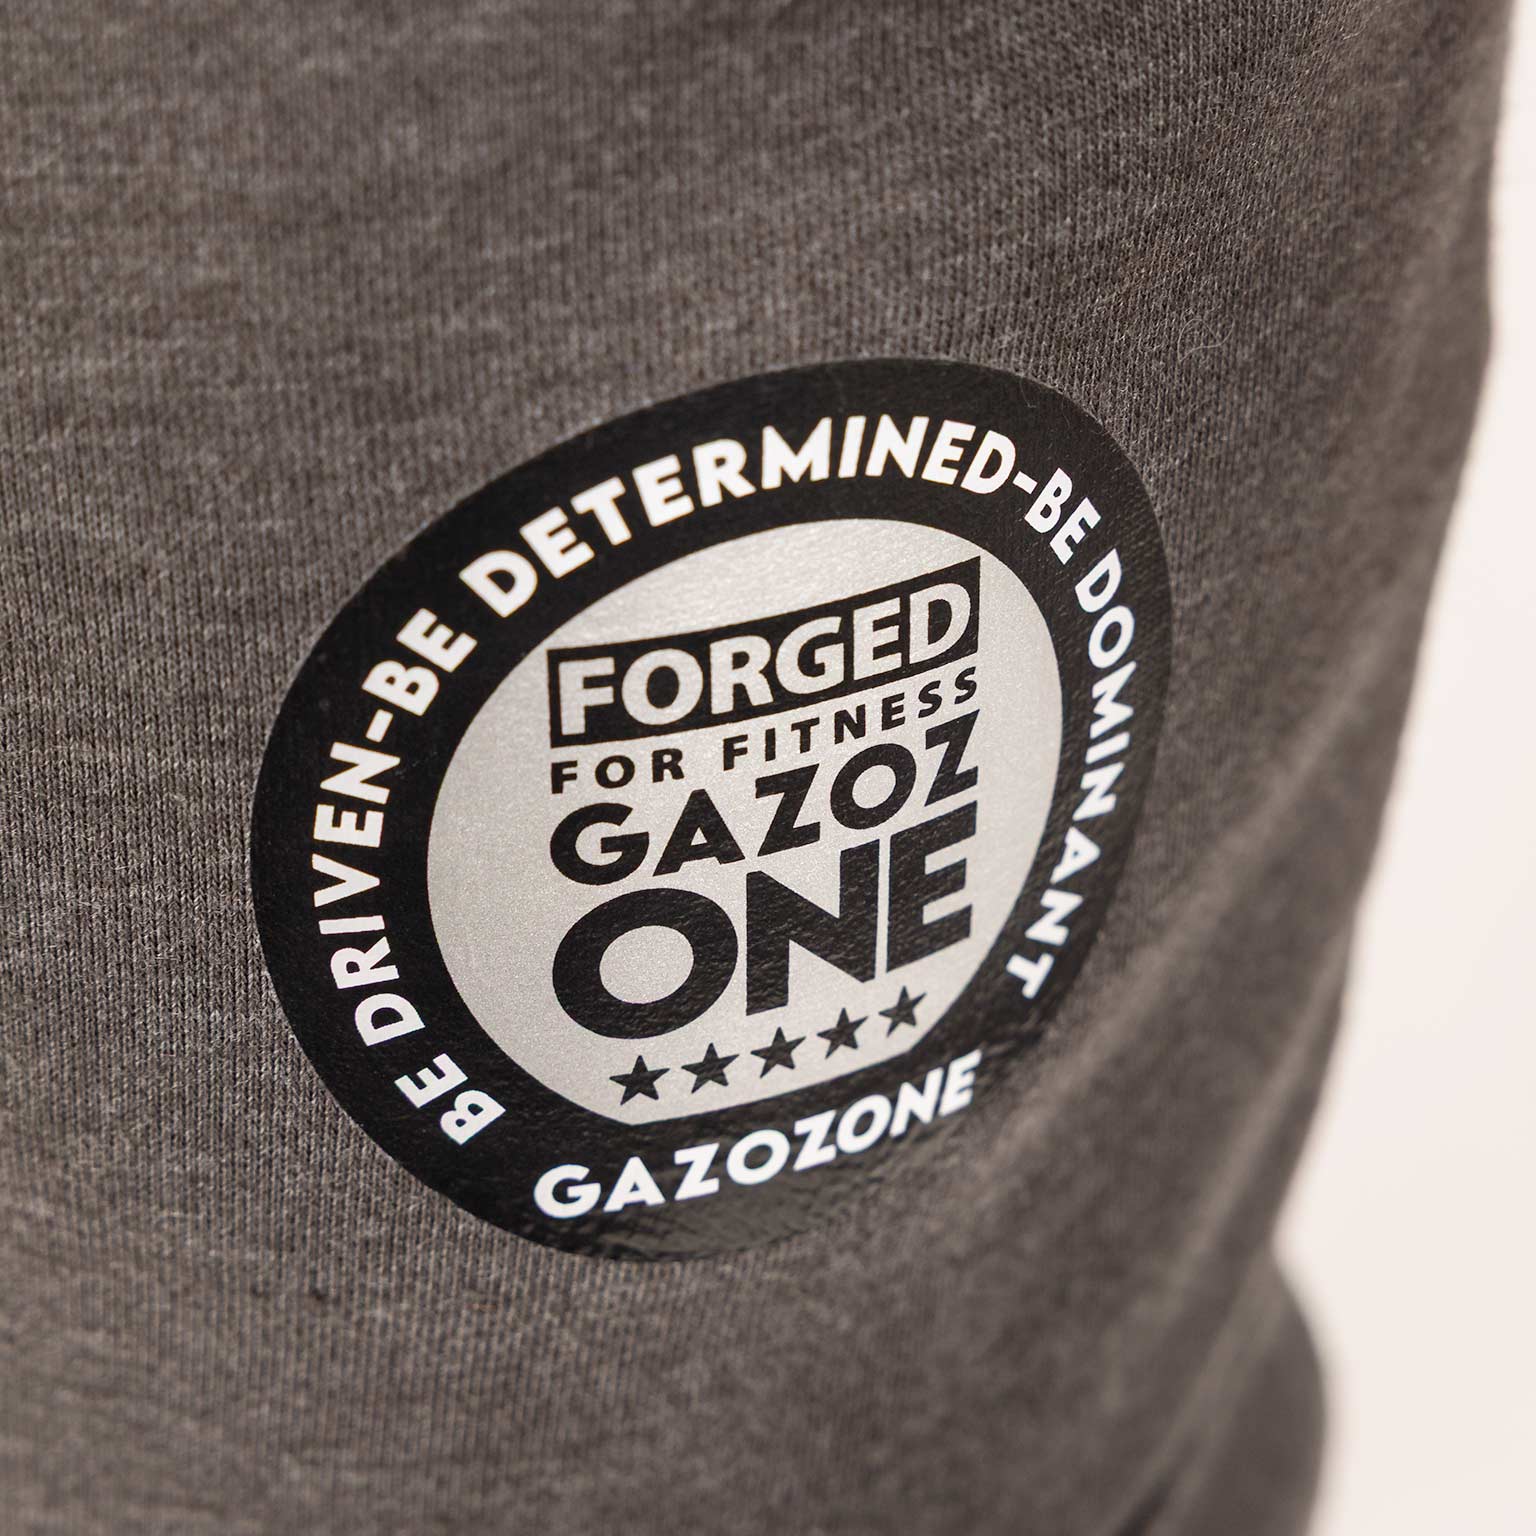 BE DRIVEN-BE DETERMINED-BE DOMINANT
FORGED
FOR FITNESS
GAZOZ
ONE
GAZOZONE